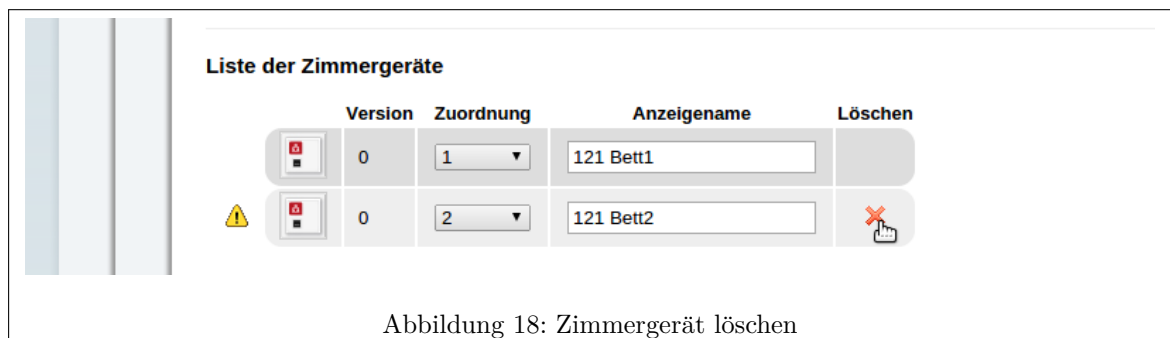 Liste der Zimmergeräte
Version Zuordnung Anzeigename Löschen
0 1 121 Bett1
0 2 121 Bett2
Abbildung 18: Zimmergerät löschen